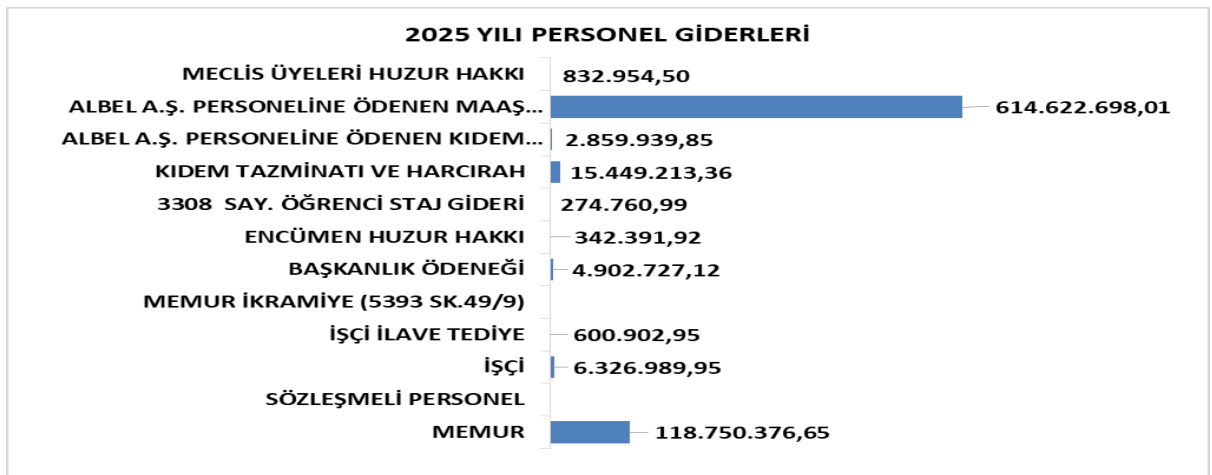 2025 YILI PERSONEL GİDERLERİ
MECLİS ÜYELERİ HUZUR HAKKI 832.954,50
ALBEL A.Ş. PERSONELİNE ÖDENEN MAAŞ... 614.622.698,01
ALBEL A.Ş. PERSONELİNE ÖDENEN KIDEM... 2.859.939,85
KIDEM TAZMİNATI VE HARCIRAH 15.449.213,36
3308 SAY. ÖĞRENCİ STAJ GİDERİ 274.760,99
ENCÜMEN HUZUR HAKKI 342.391,92
BAŞKANLIK ÖDENEĞİ 4.902.727,12
MEMUR İKRAMİYE (5393 SK.49/9)
İŞÇİ İLAVE TEDİYE 600.902,95
İŞÇİ 6.326.989,95
SÖZLEŞMELİ PERSONEL
MEMUR 118.750.376,65